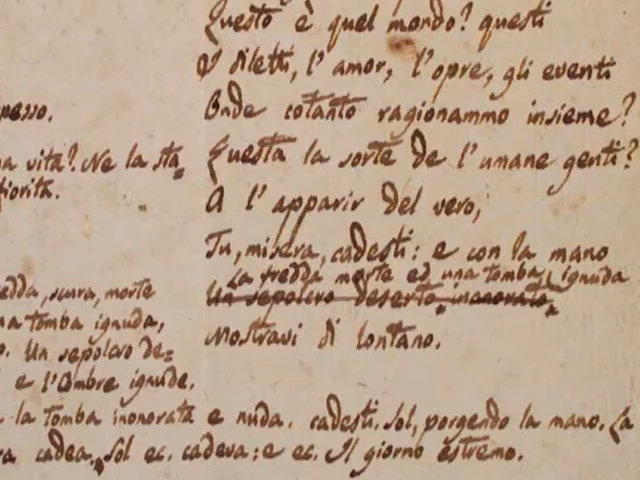 Questo è quel mondo? questi
I diletti, l'amor, l'opre, gli eventi
Onde cotanto ragionammo insieme?
Questa la sorte de l'umane genti?
A l'apparir del vero,
Tu, misera, cadesti: e con la mano
La fredda morte ed una tomba ignuda
Un sepolcro deserto, inonorato,
Mostravi di lontano.
vita? Ne la sta=
fiorita.
scura, morte
tomba ignuda,
Un sepolcro de=
e l'Ombre ignude.
la tomba inonorata e nuda. cadesti. Sol, porgendo la mano. La
cadea, Sol ec. cadeva: e ec. Il giorno estremo.